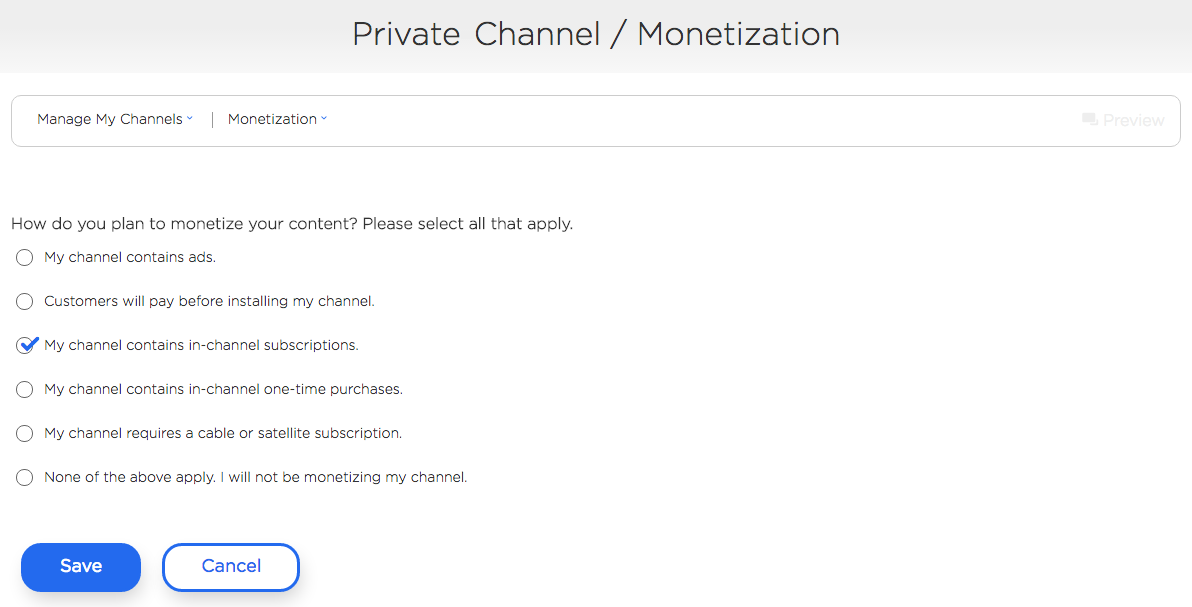 Private Channel / Monetization
Manage My Channels | Monetization Preview
How do you plan to monetize your content? Please select all that apply.
My channel contains ads.
Customers will pay before installing my channel.
My channel contains in-channel subscriptions.
My channel contains in-channel one-time purchases.
My channel requires a cable or satellite subscription.
None of the above apply. I will not be monetizing my channel.
Save Cancel